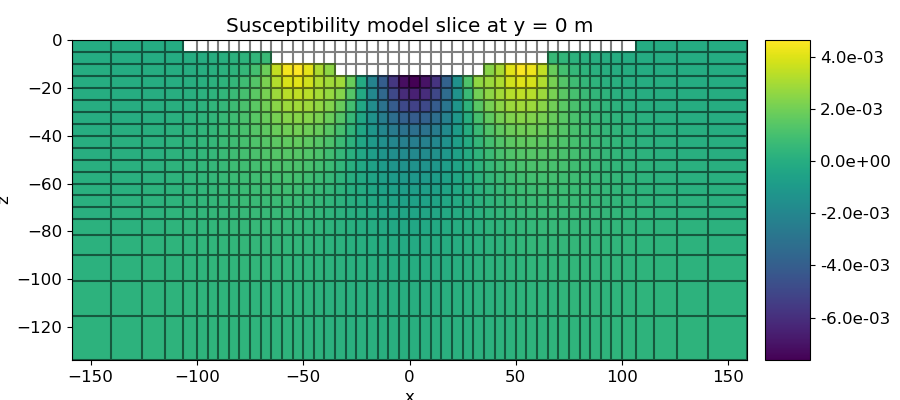 Susceptibility model slice at y = 0 m
0
−20
−40
−60
−80
−100
−120
z
−150
−100
−50
0
50
100
150
x
4.0e-03
2.0e-03
0.0e+00
-2.0e-03
-4.0e-03
-6.0e-03